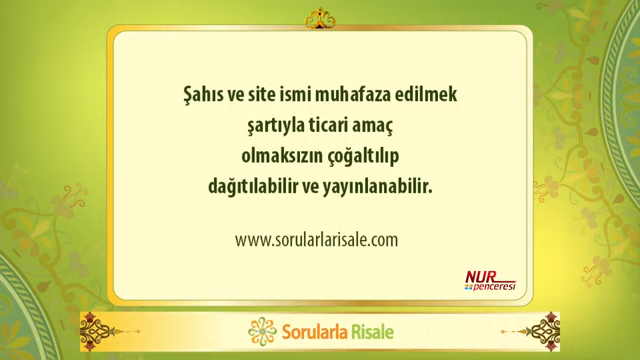 Şahıs ve site ismi muhafaza edilmek
şartıyla ticari amaç
olmaksızın çoğaltılıp
dağıtılabilir ve yayınlanabilir.
www.sorularlarisale.com
NUR
penceresi
Sorularla Risale